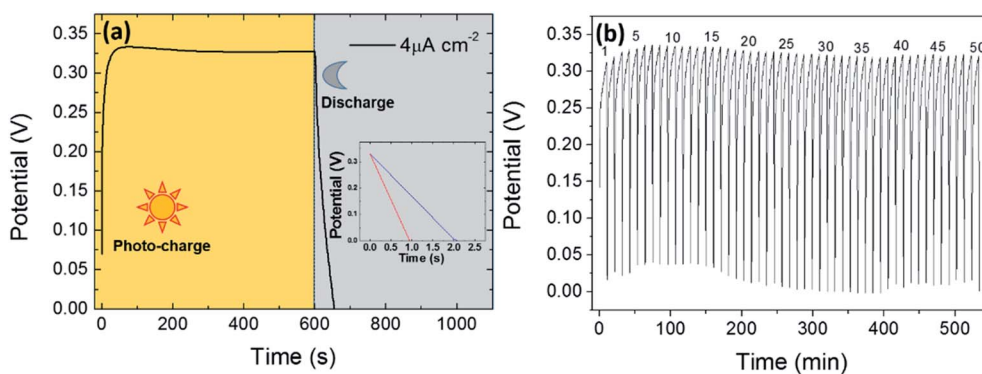 (a)
4μA cm-2
Discharge
Photo-charge
Potential (V)
0.35
0.30
0.25
0.20
0.15
0.10
0.05
0.00
0 200 400 600 800 1000
Time (s)
Potential (V)
0.3
0.2
0.1
0.0
0.0 0.5 1.0 1.5 2.0 2.5
Time (s)
(b)
1 5 10 15 20 25 30 35 40 45 50
Potential (V)
0.35
0.30
0.25
0.20
0.15
0.10
0.05
0.00
0 100 200 300 400 500
Time (min)